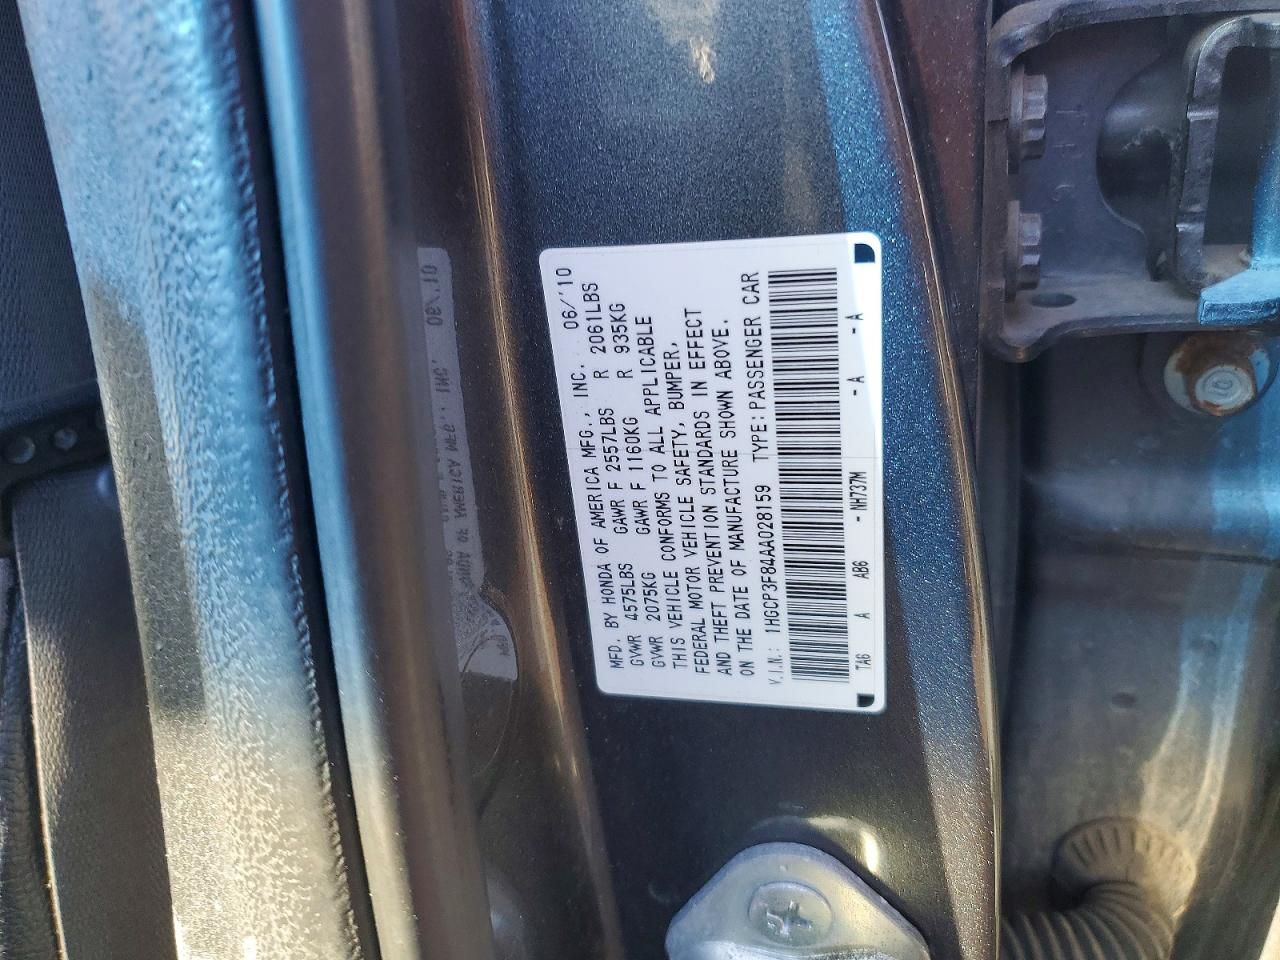 MFD. BY HONDA OF AMERICA MFG., INC. 06/'10
GVWR 4575LBS GAWR F 2557LBS R 2061LBS
GVWR 2075KG GAWR F 1160KG R 935KG
THIS VEHICLE CONFORMS TO ALL APPLICABLE
FEDERAL MOTOR VEHICLE SAFETY, BUMPER,
AND THEFT PREVENTION STANDARDS IN EFFECT
ON THE DATE OF MANUFACTURE SHOWN ABOVE.
V.I.N.: 1HGCP3F84AA028159 TYPE:PASSENGER CAR
TA6 A AB6 - NH737M - A - A
10